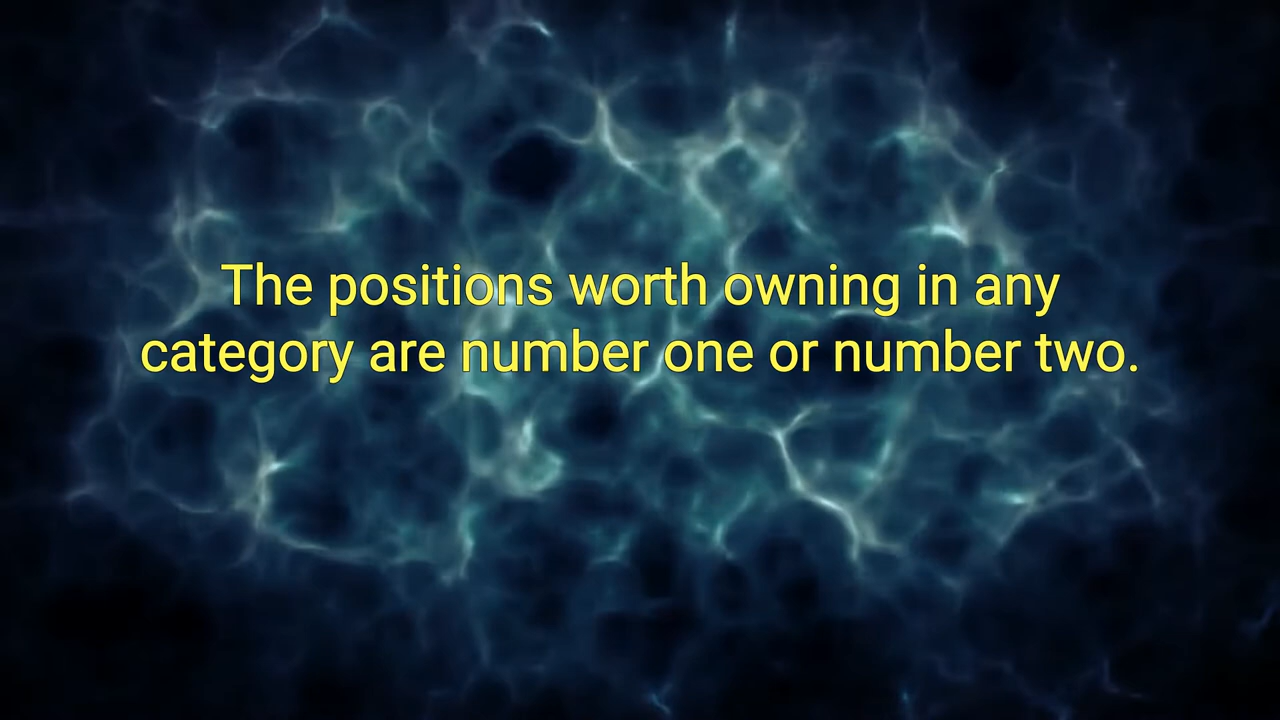 The positions worth owning in any
category are number one or number two.